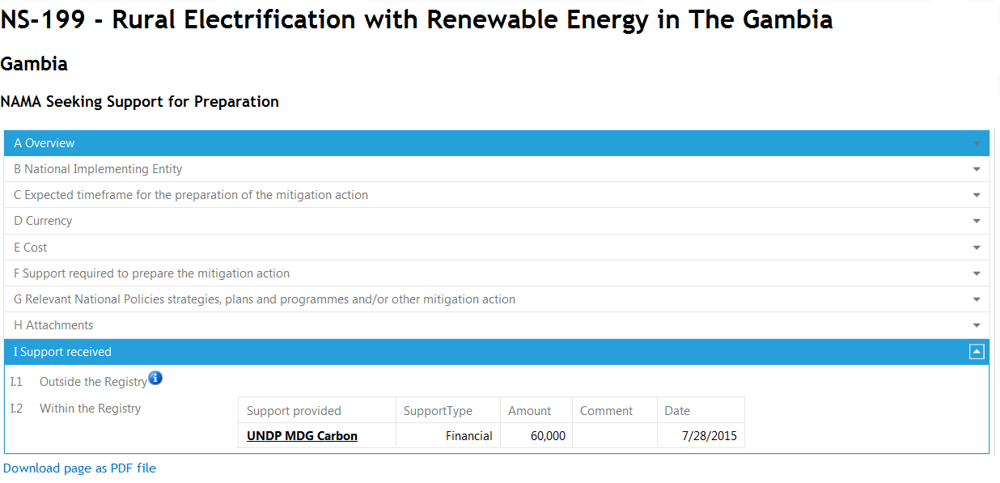 NS-199 - Rural Electrification with Renewable Energy in The Gambia
Gambia
NAMA Seeking Support for Preparation
A Overview
B National Implementing Entity
C Expected timeframe for the preparation of the mitigation action
D Currency
E Cost
F Support required to prepare the mitigation action
G Relevant National Policies strategies, plans and programmes and/or other mitigation action
H Attachments
I Support received
I.1 Outside the Registry
I.2 Within the Registry
Support provided SupportType Amount Comment Date
UNDP MDG Carbon Financial 60,000 7/28/2015
Download page as PDF file